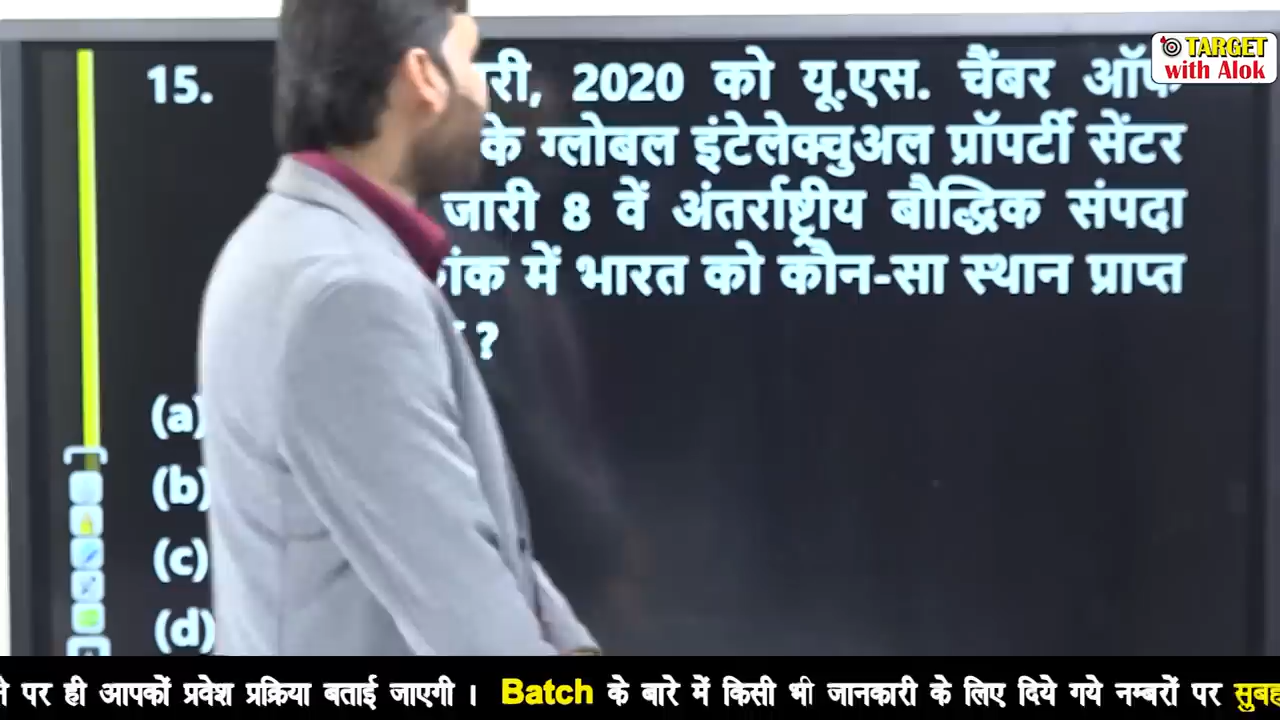 TARGET
with Alok
15. री, 2020 को यू.एस. चैंबर ऑफ
के ग्लोबल इंटेलेक्चुअल प्रॉपर्टी सेंटर
जारी 8 वें अंतर्राष्ट्रीय बौद्धिक संपदा
में भारत को कौन-सा स्थान प्राप्त
?
(a)
(b)
(c)
(d)
पर ही आपकों प्रवेश प्रक्रिया बताई जाएगी । Batch के बारे में किसी भी जानकारी के लिए दिये गये नम्बरों पर सुबह